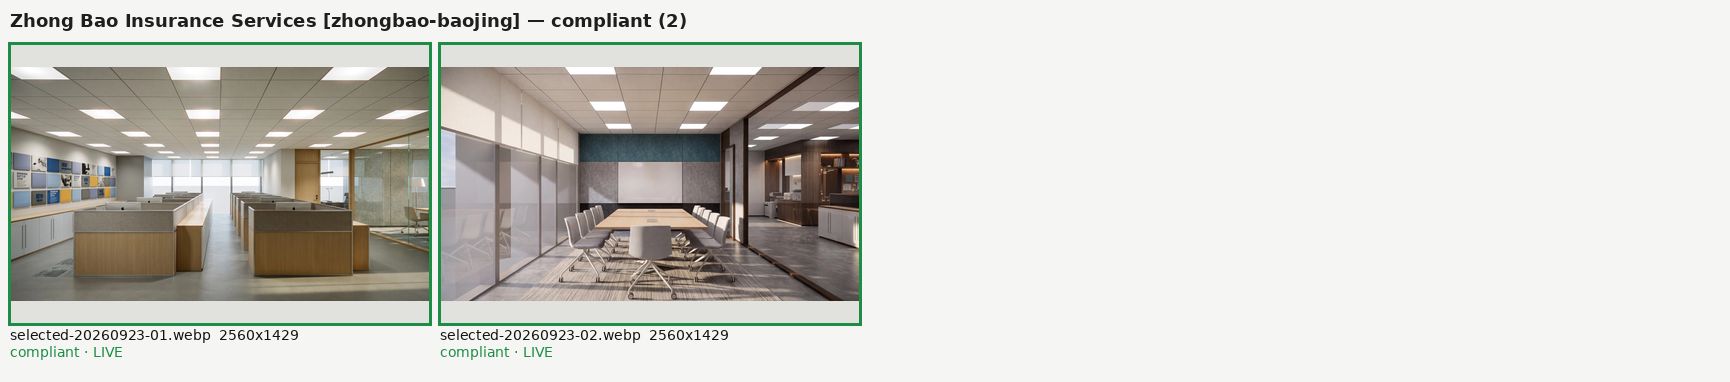 Zhong Bao Insurance Services [zhongbao-baojing] — compliant (2)
selected-20260923-01.webp  2560x1429
compliant · LIVE
selected-20260923-02.webp  2560x1429
compliant · LIVE